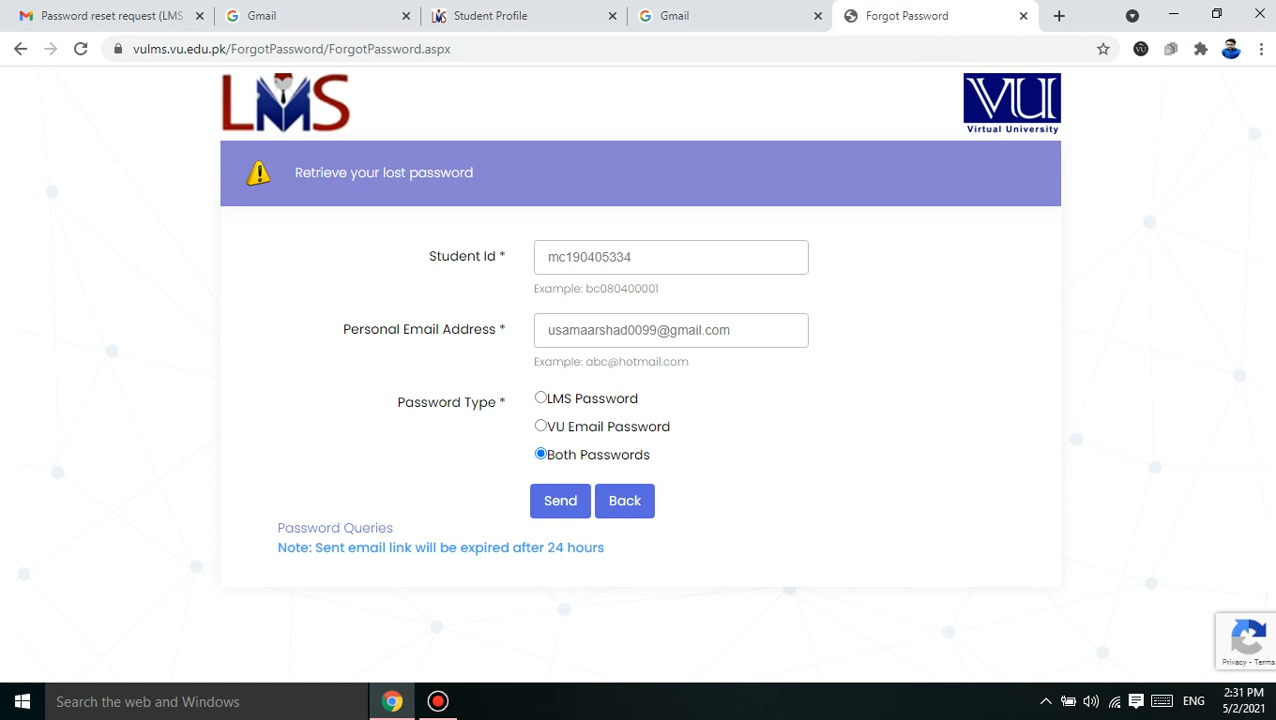 Password reset request (LMS
Gmail
Student Profile
Gmail
Forgot Password
vulms.vu.edu.pk/ForgotPassword/ForgotPassword.aspx
VU
LMS
VU
Virtual University
Retrieve your lost password
Student Id *
mc190405334
Example: bc080400001
Personal Email Address *
usamaarshad0099@gmail.com
Example: abc@hotmail.com
Password Type *
LMS Password
VU Email Password
Both Passwords
Send
Back
Password Queries
Note: Sent email link will be expired after 24 hours
Privacy - Terms
Search the web and Windows
ENG
2:31 PM
5/2/2021